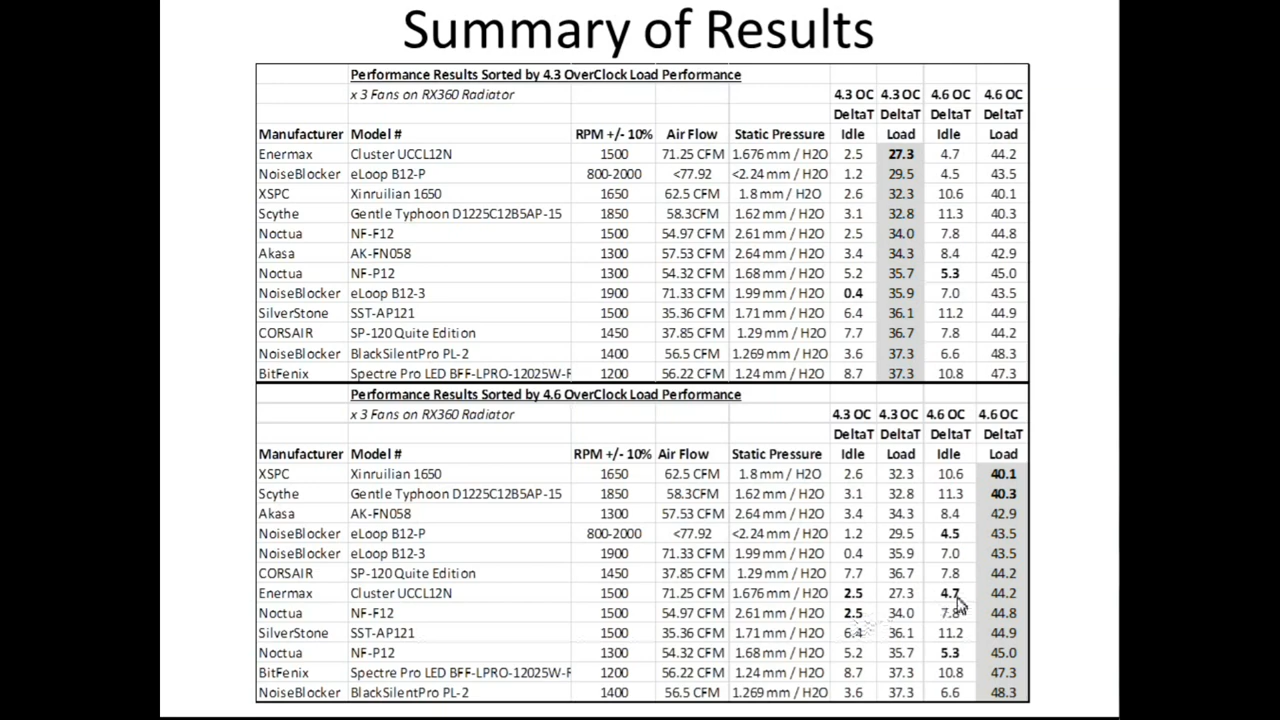 Summary of Results
Performance Results Sorted by 4.3 OverClock Load Performance
x 3 Fans on RX360 Radiator 4.3 OC 4.3 OC 4.6 OC 4.6 OC
DeltaT DeltaT DeltaT DeltaT
Manufacturer Model # RPM +/- 10% Air Flow Static Pressure Idle Load Idle Load
Enermax Cluster UCCL12N 1500 71.25 CFM 1.676 mm / H2O 2.5 27.3 4.7 44.2
NoiseBlocker eLoop B12-P 800-2000 <77.92 <2.24 mm / H2O 1.2 29.5 4.5 43.5
XSPC Xinruilian 1650 1650 62.5 CFM 1.8 mm / H2O 2.6 32.3 10.6 40.1
Scythe Gentle Typhoon D1225C12B5AP-15 1850 58.3CFM 1.62 mm / H2O 3.1 32.8 11.3 40.3
Noctua NF-F12 1500 54.97 CFM 2.61 mm / H2O 2.5 34.0 7.8 44.8
Akasa AK-FN058 1300 57.53 CFM 2.64 mm / H2O 3.4 34.3 8.4 42.9
Noctua NF-P12 1300 54.32 CFM 1.68 mm / H2O 5.2 35.7 5.3 45.0
NoiseBlocker eLoop B12-3 1900 71.33 CFM 1.99 mm / H2O 0.4 35.9 7.0 43.5
SilverStone SST-AP121 1500 35.36 CFM 1.71 mm / H2O 6.4 36.1 11.2 44.9
CORSAIR SP-120 Quite Edition 1450 37.85 CFM 1.29 mm / H2O 7.7 36.7 7.8 44.2
NoiseBlocker BlackSilentPro PL-2 1400 56.5 CFM 1.269 mm / H2O 3.6 37.3 6.6 48.3
BitFenix Spectre Pro LED BFF-LPRO-12025W-F 1200 56.22 CFM 1.24 mm / H2O 8.7 37.3 10.8 47.3
Performance Results Sorted by 4.6 OverClock Load Performance
x 3 Fans on RX360 Radiator 4.3 OC 4.3 OC 4.6 OC 4.6 OC
DeltaT DeltaT DeltaT DeltaT
Manufacturer Model # RPM +/- 10% Air Flow Static Pressure Idle Load Idle Load
XSPC Xinruilian 1650 1650 62.5 CFM 1.8 mm / H2O 2.6 32.3 10.6 40.1
Scythe Gentle Typhoon D1225C12B5AP-15 1850 58.3CFM 1.62 mm / H2O 3.1 32.8 11.3 40.3
Akasa AK-FN058 1300 57.53 CFM 2.64 mm / H2O 3.4 34.3 8.4 42.9
NoiseBlocker eLoop B12-P 800-2000 <77.92 <2.24 mm / H2O 1.2 29.5 4.5 43.5
NoiseBlocker eLoop B12-3 1900 71.33 CFM 1.99 mm / H2O 0.4 35.9 7.0 43.5
CORSAIR SP-120 Quite Edition 1450 37.85 CFM 1.29 mm / H2O 7.7 36.7 7.8 44.2
Enermax Cluster UCCL12N 1500 71.25 CFM 1.676 mm / H2O 2.5 27.3 4.7 44.2
Noctua NF-F12 1500 54.97 CFM 2.61 mm / H2O 2.5 34.0 7.8 44.8
SilverStone SST-AP121 1500 35.36 CFM 1.71 mm / H2O 6.4 36.1 11.2 44.9
Noctua NF-P12 1300 54.32 CFM 1.68 mm / H2O 5.2 35.7 5.3 45.0
BitFenix Spectre Pro LED BFF-LPRO-12025W-F 1200 56.22 CFM 1.24 mm / H2O 8.7 37.3 10.8 47.3
NoiseBlocker BlackSilentPro PL-2 1400 56.5 CFM 1.269 mm / H2O 3.6 37.3 6.6 48.3